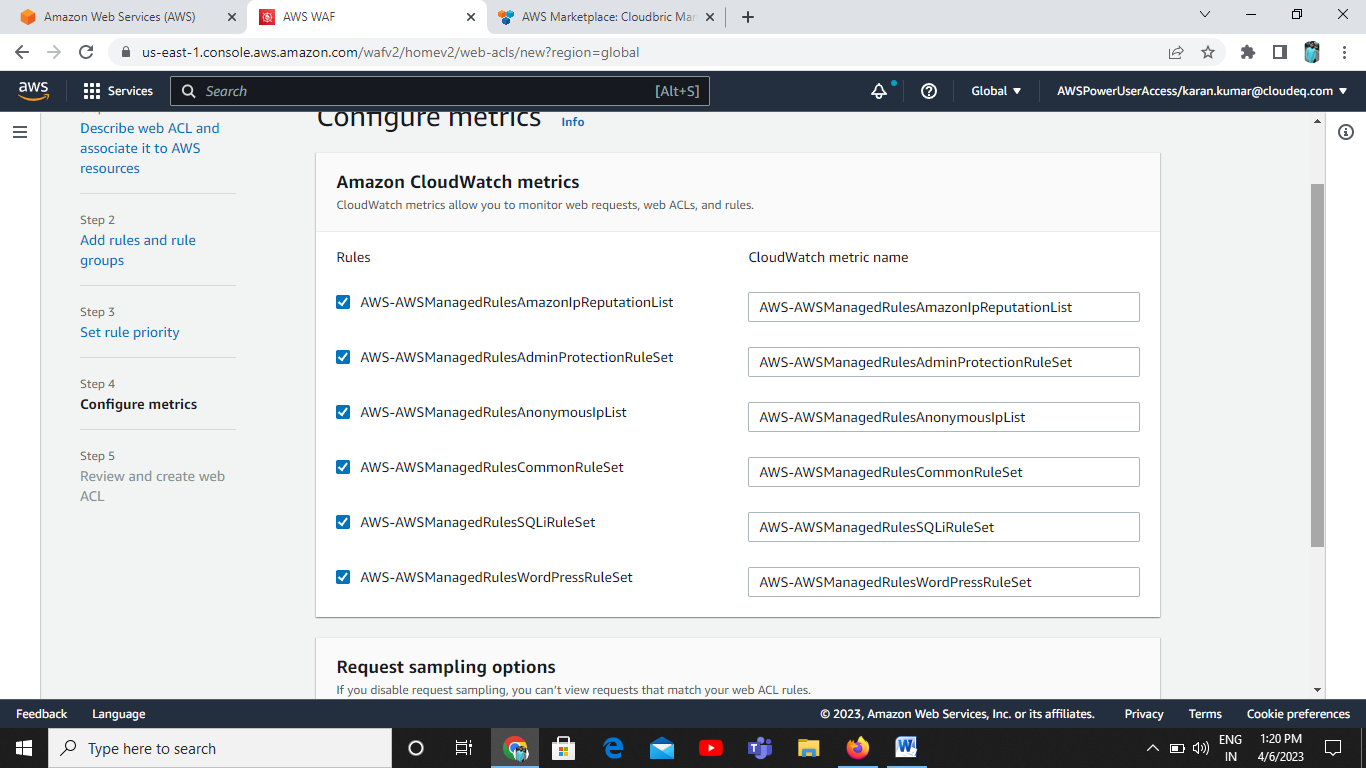 Amazon Web Services (AWS)
AWS WAF
AWS Marketplace: Cloudbric Mar
us-east-1.console.aws.amazon.com/wafv2/homev2/web-acls/new?region=global
aws
Services
Search
[Alt+S]
Global
AWSPowerUserAccess/karan.kumar@cloudeq.com
Describe web ACL and
associate it to AWS
resources
Step 2
Add rules and rule
groups
Step 3
Set rule priority
Step 4
Configure metrics
Step 5
Review and create web
ACL
Configure metrics Info
Amazon CloudWatch metrics
CloudWatch metrics allow you to monitor web requests, web ACLs, and rules.
Rules
CloudWatch metric name
AWS-AWSManagedRulesAmazonIpReputationList
AWS-AWSManagedRulesAmazonIpReputationList
AWS-AWSManagedRulesAdminProtectionRuleSet
AWS-AWSManagedRulesAdminProtectionRuleSet
AWS-AWSManagedRulesAnonymousIpList
AWS-AWSManagedRulesAnonymousIpList
AWS-AWSManagedRulesCommonRuleSet
AWS-AWSManagedRulesCommonRuleSet
AWS-AWSManagedRulesSQLiRuleSet
AWS-AWSManagedRulesSQLiRuleSet
AWS-AWSManagedRulesWordPressRuleSet
AWS-AWSManagedRulesWordPressRuleSet
Request sampling options
If you disable request sampling, you can't view requests that match your web ACL rules.
Feedback
Language
© 2023, Amazon Web Services, Inc. or its affiliates.
Privacy
Terms
Cookie preferences
Type here to search
ENG
IN
1:20 PM
4/6/2023